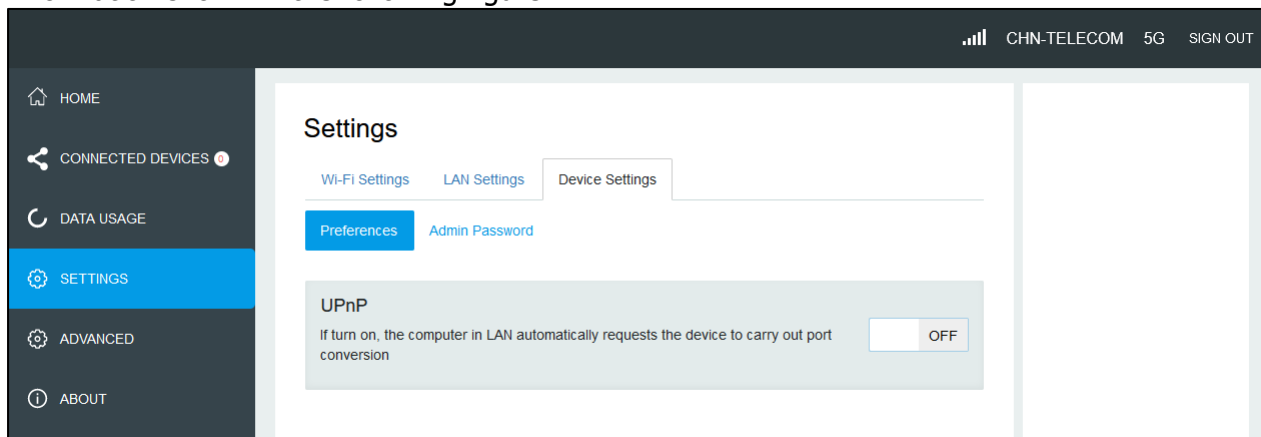 CHN-TELECOM 5G SIGN OUT
HOME
CONNECTED DEVICES 0
DATA USAGE
SETTINGS
ADVANCED
ABOUT
Settings
Wi-Fi Settings LAN Settings Device Settings
Preferences Admin Password
UPnP
If turn on, the computer in LAN automatically requests the device to carry out port
conversion
OFF